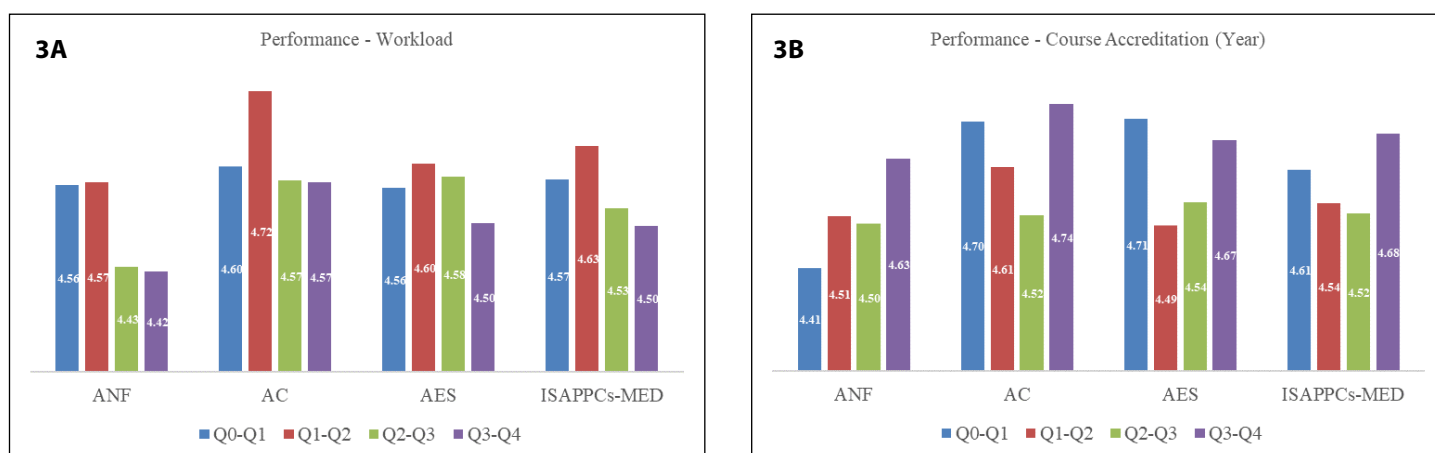 3A
Performance - Workload
4.56 4.57 4.43 4.42 4.60 4.72 4.57 4.57 4.56 4.60 4.58 4.50 4.57 4.63 4.53 4.50
ANF AC AES ISAPPCs-MED
Q0-Q1 Q1-Q2 Q2-Q3 Q3-Q4
3B
Performance - Course Accreditation (Year)
4.41 4.51 4.50 4.63 4.70 4.61 4.52 4.74 4.71 4.49 4.54 4.67 4.61 4.54 4.52 4.68
ANF AC AES ISAPPCs-MED
Q0-Q1 Q1-Q2 Q2-Q3 Q3-Q4